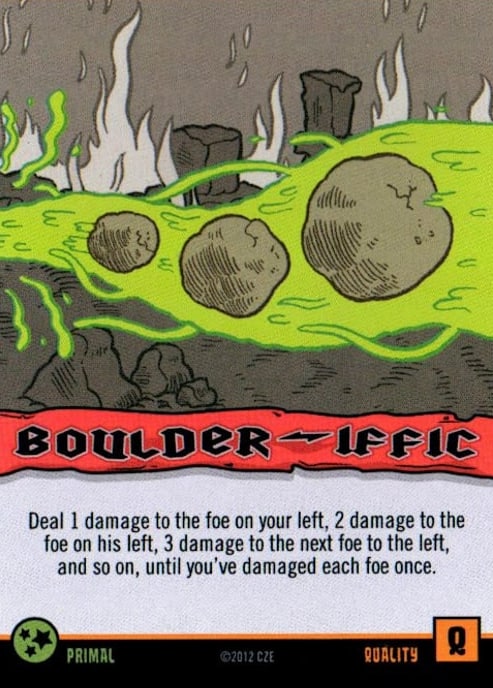 BOULDER-IFFIC
Deal 1 damage to the foe on your left, 2 damage to the
foe on his left, 3 damage to the next foe to the left,
and so on, until you've damaged each foe once.
PRIMAL ©2012 CZE QUALITY Q